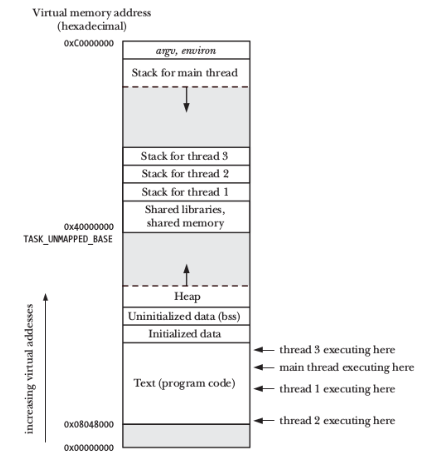 Virtual memory address
(hexadecimal)
0xC0000000
argv, environ
Stack for main thread
Stack for thread 3
Stack for thread 2
Stack for thread 1
Shared libraries,
shared memory
0x40000000
TASK_UNMAPPED_BASE
Heap
Uninitialized data (bss)
Initialized data
thread 3 executing here
main thread executing here
Text (program code)
thread 1 executing here
thread 2 executing here
0x08048000
0x00000000
increasing virtual addesses